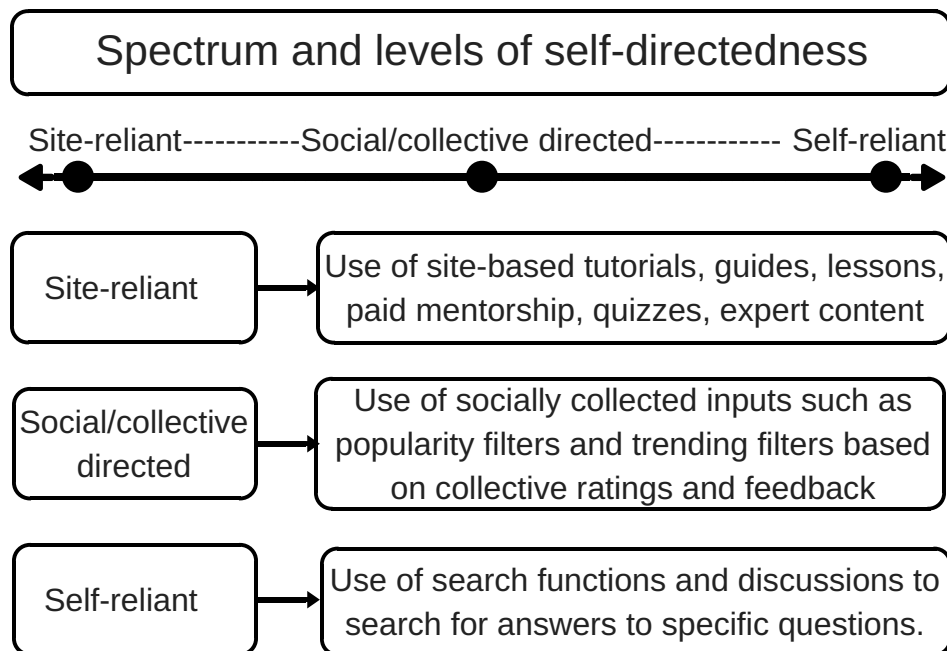 Spectrum and levels of self-directedness
Site-reliant-----------Social/collective directed------------ Self-reliant
Site-reliant
Use of site-based tutorials, guides, lessons,
paid mentorship, quizzes, expert content
Social/collective
directed
Use of socially collected inputs such as
popularity filters and trending filters based
on collective ratings and feedback
Self-reliant
Use of search functions and discussions to
search for answers to specific questions.